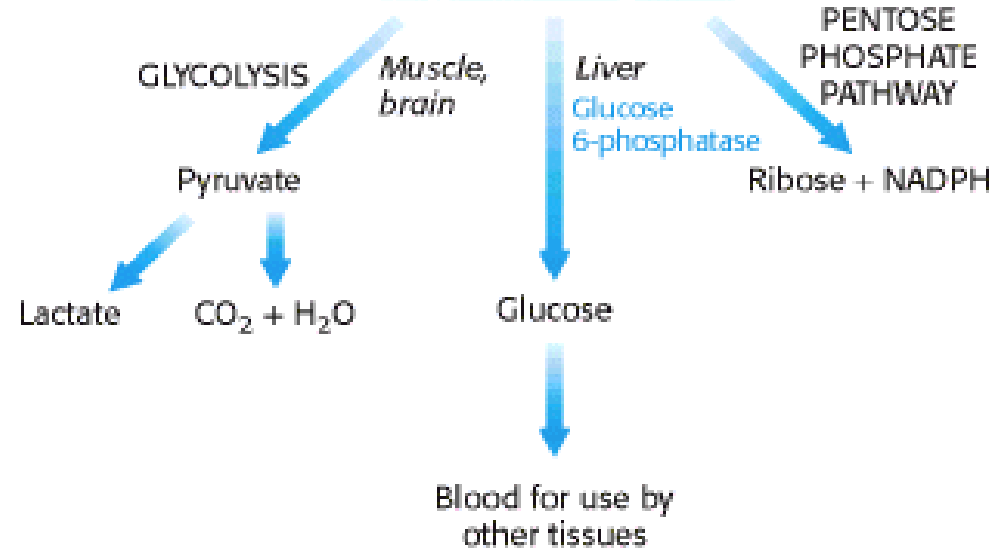 GLYCOLYSIS
Muscle,
brain
Liver
Glucose
6-phosphatase
PENTOSE
PHOSPHATE
PATHWAY
Pyruvate
Ribose + NADPH
Lactate
CO₂ + H₂O
Glucose
Blood for use by
other tissues